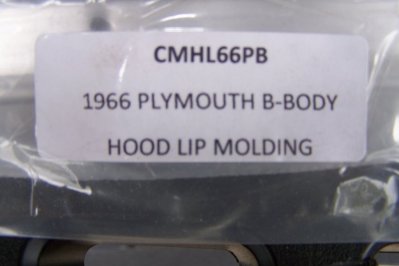 CMHL66PB
1966 PLYMOUTH B-BODY
HOOD LIP MOLDING